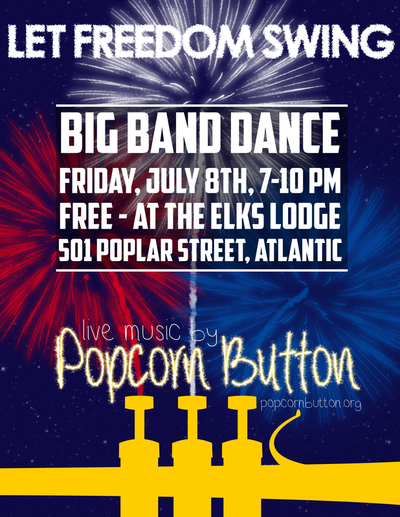 LET FREEDOM SWING
BIG BAND DANCE
FRIDAY, JULY 8TH, 7-10 PM
FREE - AT THE ELKS LODGE
501 POPLAR STREET, ATLANTIC
live music by
Popcorn Button
popcornbutton.org